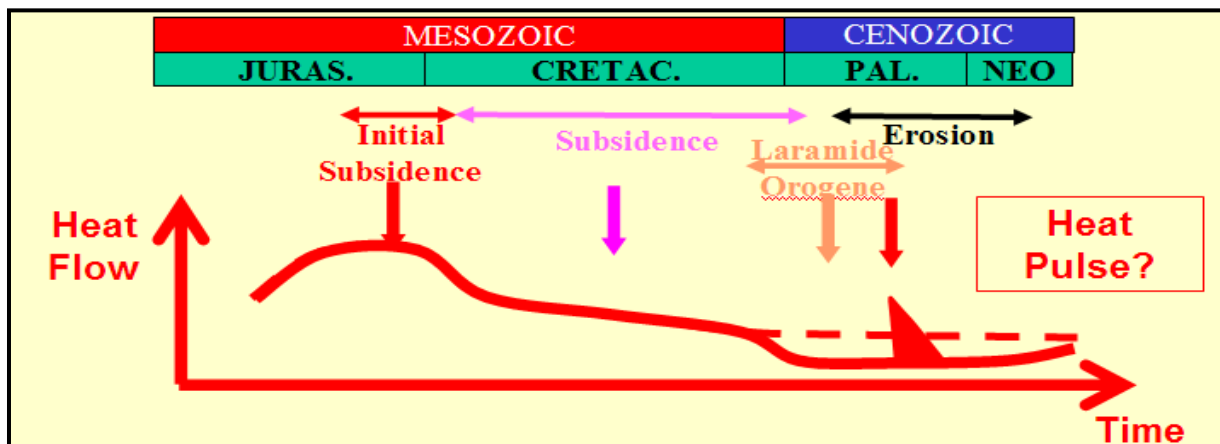 MESOZOIC CENOZOIC
JURAS. CRETAC. PAL. NEO
Initial
Subsidence
Subsidence
Erosion
Laramide
Orogene
Heat
Flow
Heat
Pulse?
Time